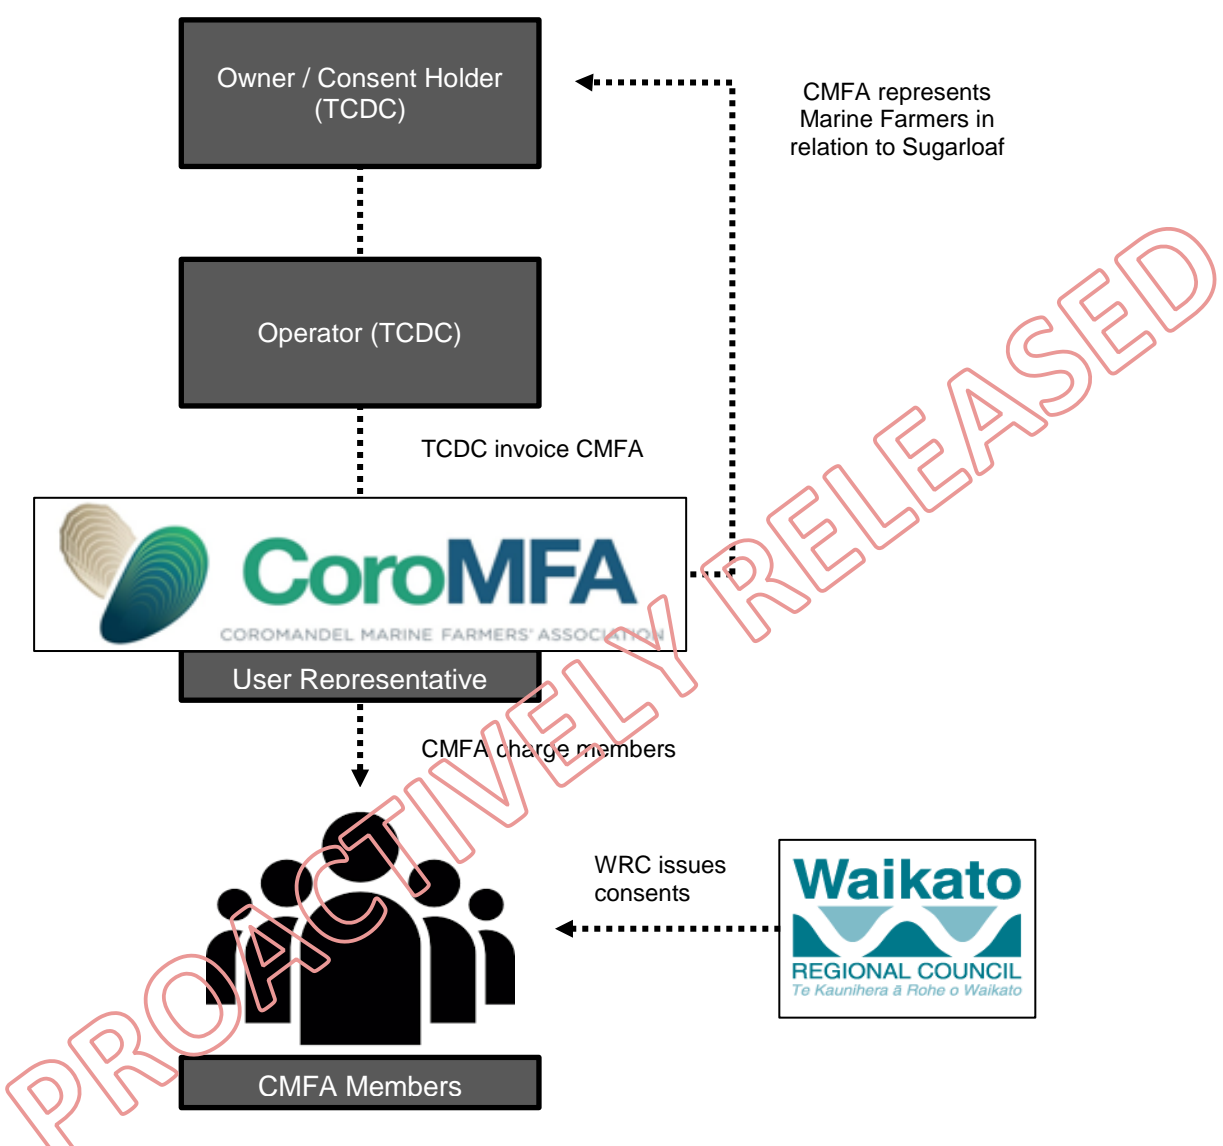 Owner / Consent Holder
(TCDC)
CMFA represents
Marine Farmers in
relation to Sugarloaf
Operator (TCDC)
TCDC invoice CMFA
CoroMFA
COROMANDEL MARINE FARMERS' ASSOCIATION
User Representative
CMFA charge members
WRC issues
consents
Waikato
REGIONAL COUNCIL
Te Kaunihera ā Rohe o Waikato
CMFA Members
PROACTIVELY RELEASED